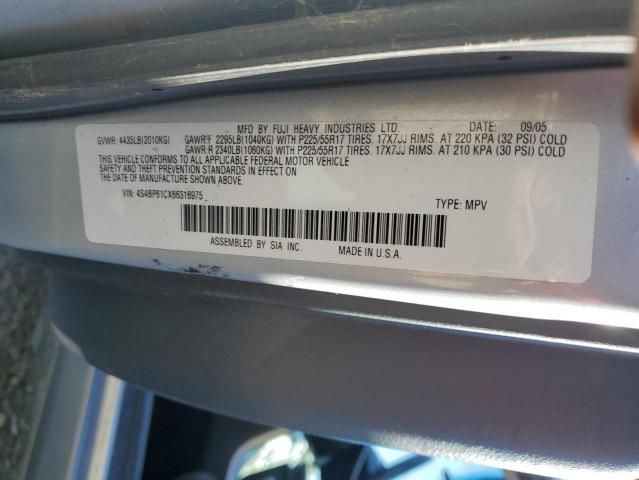 MFD BY FUJI HEAVY INDUSTRIES LTD. DATE: 09/05
GVWR: 4435LB(2010KG) GAWR:F 2295LB(1040KG) WITH P225/55R17 TIRES. 17X7JJ RIMS. AT 220 KPA (32 PSI) COLD
GAWR:R 2340LB(1060KG) WITH P225/55R17 TIRES. 17X7JJ RIMS. AT 210 KPA (30 PSI) COLD
THIS VEHICLE CONFORMS TO ALL APPLICABLE FEDERAL MOTOR VEHICLE
SAFETY AND THEFT PREVENTION STANDARDS IN EFFECT ON
THE DATE OF MANUFACTURE SHOWN ABOVE.
VIN: 4S4BP61CX66316975 TYPE: MPV
ASSEMBLED BY SIA INC. MADE IN U.S.A.